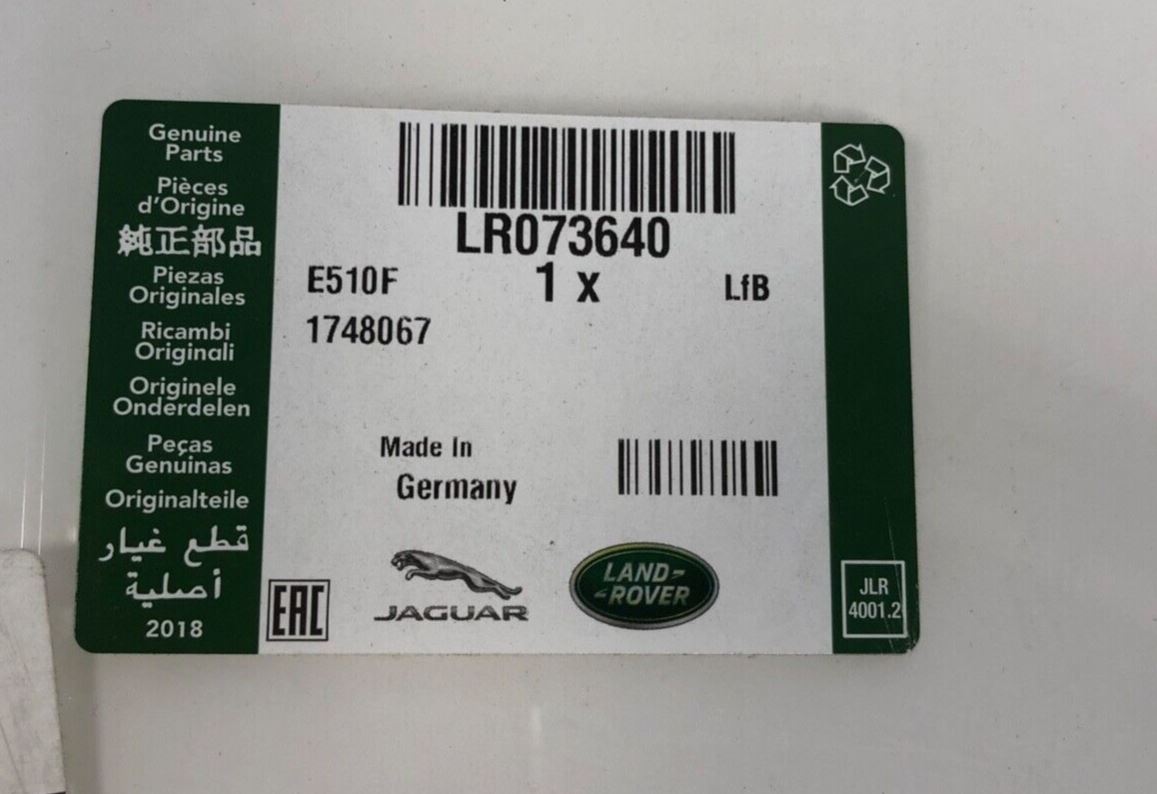 Genuine
Parts
Pièces
d'Origine
純正部品
Piezas
Originales
Ricambi
Originali
Originele
Onderdelen
Peças
Genuinas
Originalteile
قطع غيار
أصلية
2018
LR073640
E510F
1 x
LfB
1748067
Made In
Germany
EAC
JAGUAR
LAND-
-ROVER
JLR
4001.2